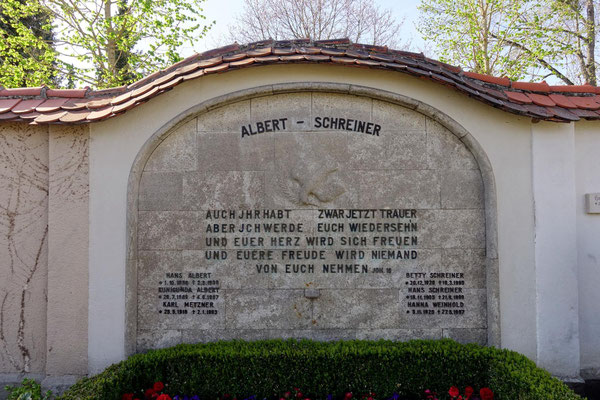 ALBERT - SCHREINER
AUCH JHR HABT ZWAR JETZT TRAUER
ABER JCH WERDE EUCH WIEDERSEHN
UND EUER HERZ WIRD SICH FREUEN
UND EUERE FREUDE WIRD NIEMAND
VON EUCH NEHMEN JOH. 16
HANS ALBERT
KUNIGUNDA ALBERT
KARL METZNER
BETTY SCHREINER
HANS SCHREINER
HANNA WEINHOLD